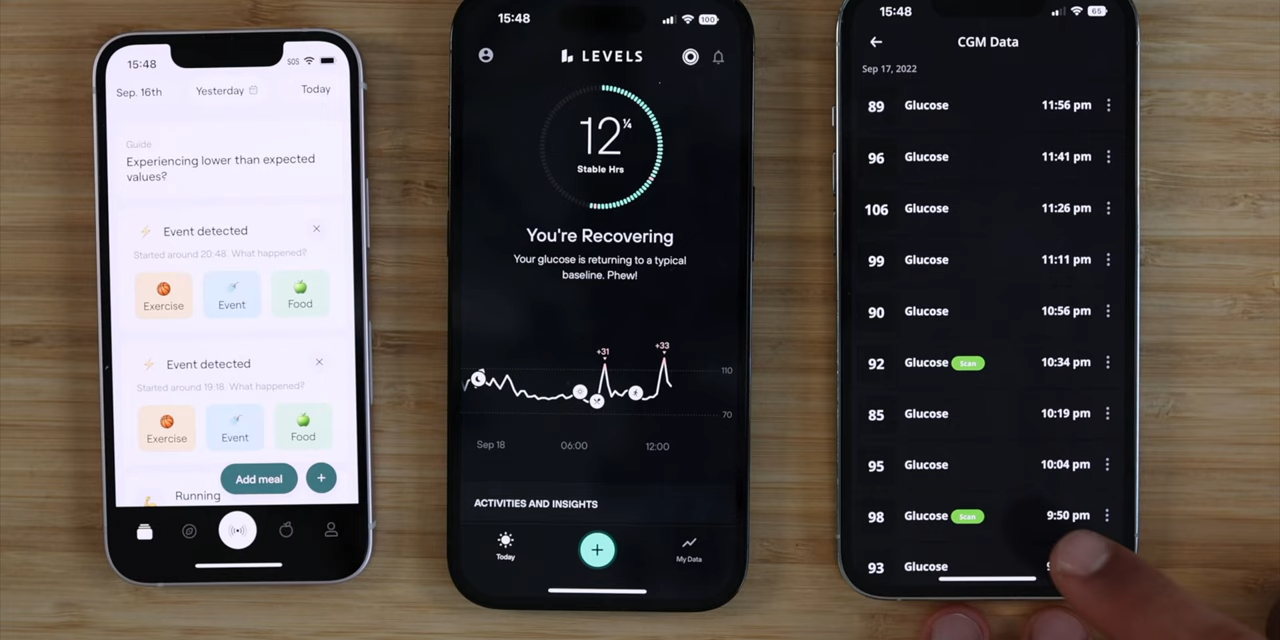 15:48
SOS
Sep. 16th
Yesterday
Today
Guide
Experiencing lower than expected
values?
Event detected
Started around 20:48. What happened?
Exercise
Event
Food
Event detected
Started around 19:18. What happened?
Exercise
Event
Food
Add meal
+
Running
15:48
100
LEVELS
12 ¼
Stable Hrs
You're Recovering
Your glucose is returning to a typical
baseline. Phew!
+31
+33
110
70
Sep 18
06:00
12:00
ACTIVITIES AND INSIGHTS
Today
+
My Data
15:48
65
CGM Data
Sep 17, 2022
89 Glucose 11:56 pm
96 Glucose 11:41 pm
106 Glucose 11:26 pm
99 Glucose 11:11 pm
90 Glucose 10:56 pm
92 Glucose Scan 10:34 pm
85 Glucose 10:19 pm
95 Glucose 10:04 pm
98 Glucose Scan 9:50 pm
93 Glucose